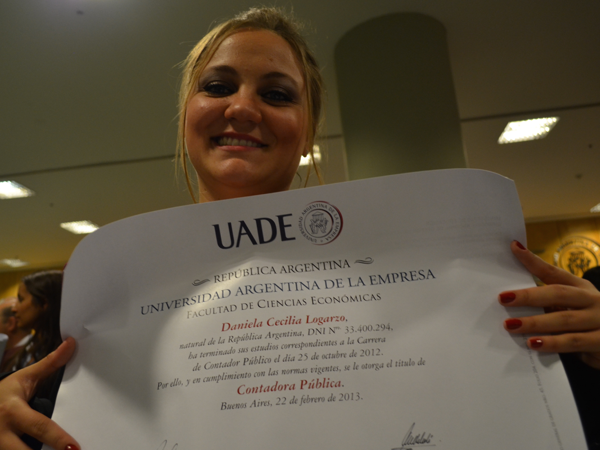 UADE
REPÚBLICA ARGENTINA
UNIVERSIDAD ARGENTINA DE LA EMPRESA
FACULTAD DE CIENCIAS ECONÓMICAS
Daniela Cecilia Logarzo,
natural de la República Argentina, DNI Nº 33.400.294,
ha terminado sus estudios correspondientes a la Carrera
de Contador Público el día 25 de octubre de 2012.
Por ello, y en cumplimiento con las normas vigentes, se le otorga el título de
Contadora Pública.
Buenos Aires, 22 de febrero de 2013.